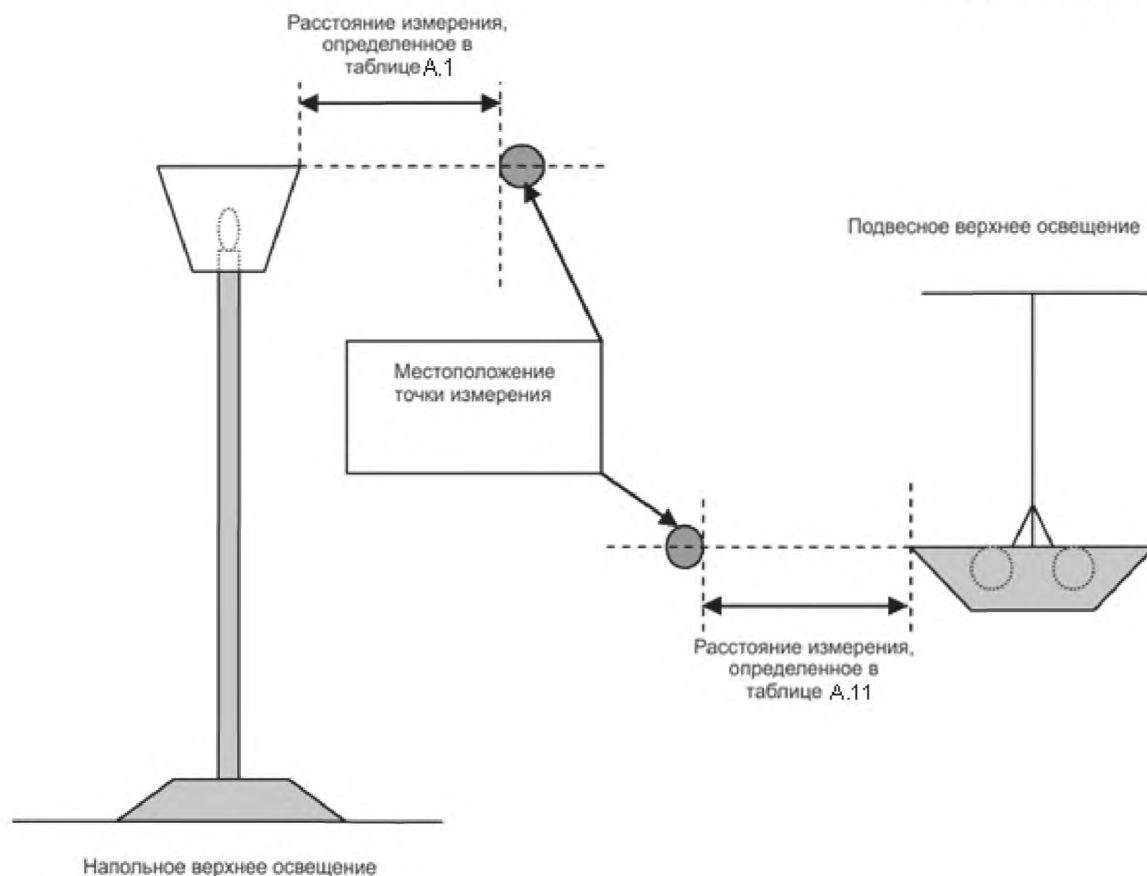 Расстояние измерения,
определенное в
таблице А.1
Подвесное верхнее освещение
Местоположение
точки измерения
Расстояние измерения,
определенное в
таблице А.11
Напольное верхнее освещение